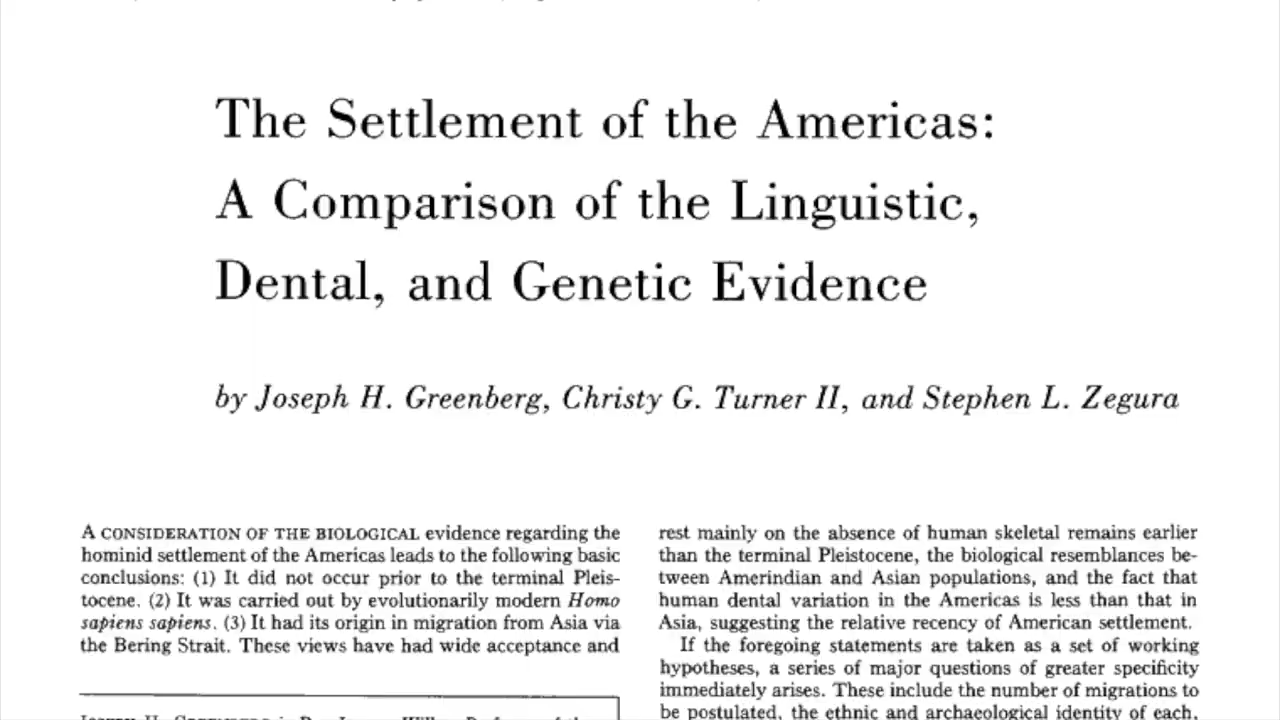 The Settlement of the Americas:
A Comparison of the Linguistic,
Dental, and Genetic Evidence
by Joseph H. Greenberg, Christy G. Turner II, and Stephen L. Zegura
A CONSIDERATION OF THE BIOLOGICAL evidence regarding the
hominid settlement of the Americas leads to the following basic
conclusions: (1) It did not occur prior to the terminal Pleis-
tocene. (2) It was carried out by evolutionarily modern Homo
sapiens sapiens. (3) It had its origin in migration from Asia via
the Bering Strait. These views have had wide acceptance and
rest mainly on the absence of human skeletal remains earlier
than the terminal Pleistocene, the biological resemblances be-
tween Amerindian and Asian populations, and the fact that
human dental variation in the Americas is less than that in
Asia, suggesting the relative recency of American settlement.
If the foregoing statements are taken as a set of working
hypotheses, a series of major questions of greater specificity
immediately arises. These include the number of migrations to
be postulated, the ethnic and archaeological identity of each,